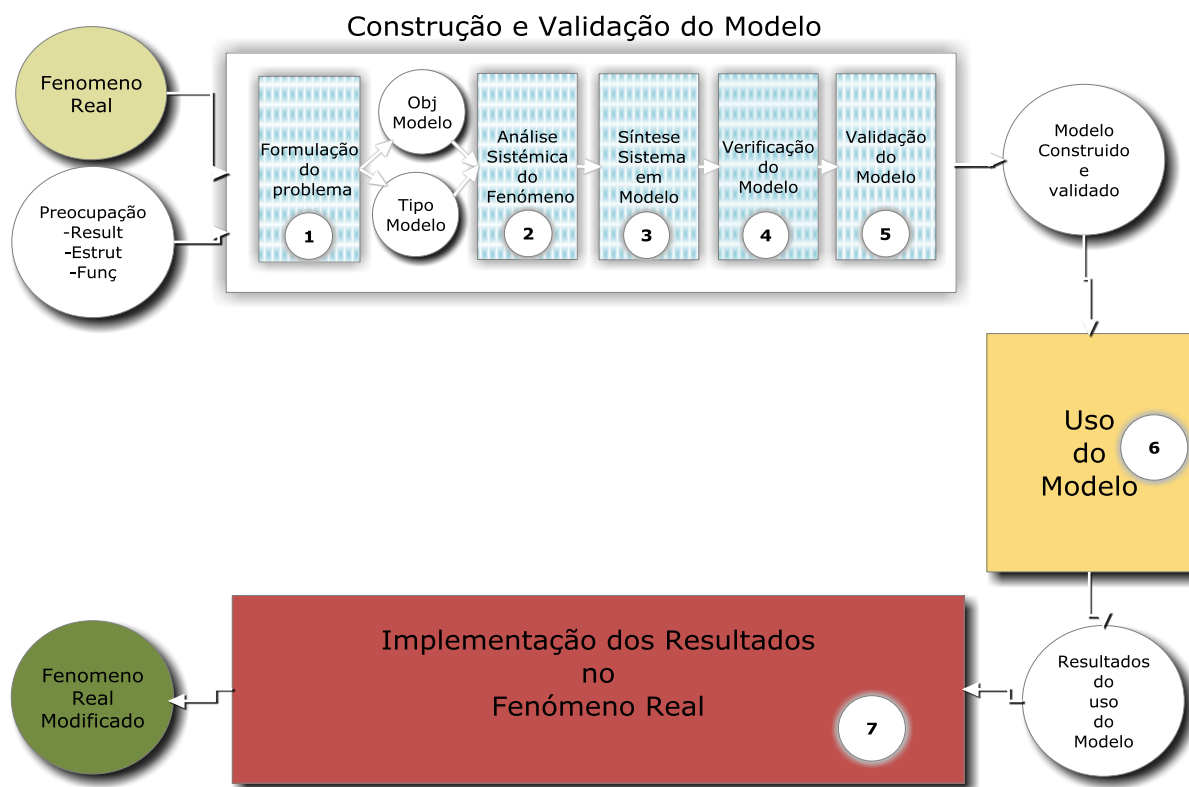 Construção e Validação do Modelo
Fenomeno
Real
Preocupação
-Result
-Estrut
-Funç
Formulação
do
problema
1
Obj
Modelo
Tipo
Modelo
Análise
Sistémica
do
Fenómeno
2
Síntese
Sistema
em
Modelo
3
Verificação
do
Modelo
4
Validação
do
Modelo
5
Modelo
Construido
e
validado
Uso
do
Modelo
6
Resultados
do
uso
do
Modelo
Implementação dos Resultados
no
Fenómeno Real
7
Fenomeno
Real
Modificado